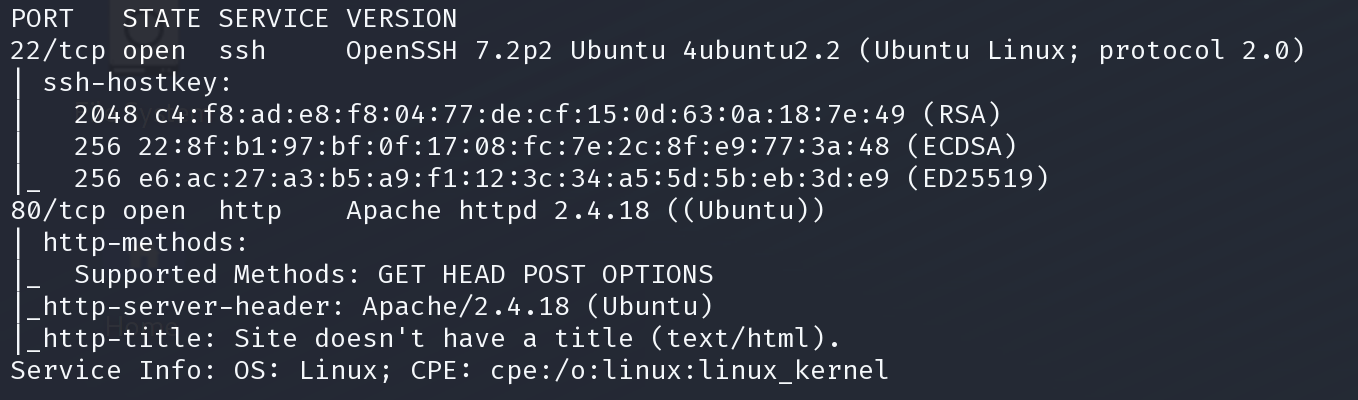 PORT   STATE SERVICE VERSION
22/tcp open  ssh     OpenSSH 7.2p2 Ubuntu 4ubuntu2.2 (Ubuntu Linux; protocol 2.0)
| ssh-hostkey:
|   2048 c4:f8:ad:e8:f8:04:77:de:cf:15:0d:63:0a:18:7e:49 (RSA)
|   256 22:8f:b1:97:bf:0f:17:08:fc:7e:2c:8f:e9:77:3a:48 (ECDSA)
|_  256 e6:ac:27:a3:b5:a9:f1:12:3c:34:a5:5d:5b:eb:3d:e9 (ED25519)
80/tcp open  http    Apache httpd 2.4.18 ((Ubuntu))
| http-methods:
|_  Supported Methods: GET HEAD POST OPTIONS
|_http-server-header: Apache/2.4.18 (Ubuntu)
|_http-title: Site doesn't have a title (text/html).
Service Info: OS: Linux; CPE: cpe:/o:linux:linux_kernel